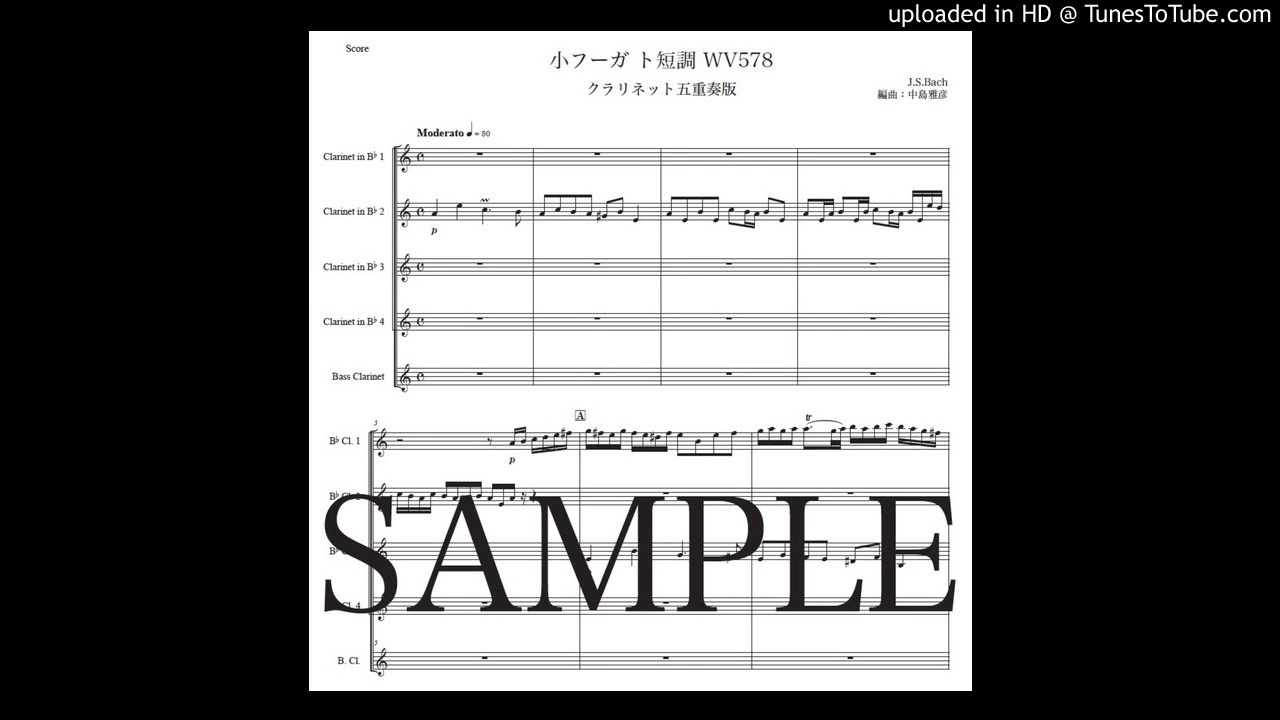 uploaded in HD @ TunesToTube.com
Score
小フーガ ト短調 WV578
クラリネット五重奏版
J.S.Bach
編曲：中島雅彦
Moderato ♩= 80
Clarinet in B♭ 1
Clarinet in B♭ 2
p
Clarinet in B♭ 3
Clarinet in B♭ 4
Bass Clarinet
5
A
tr
B♭ Cl. 1
p
SAMPLE
5
B. Cl.